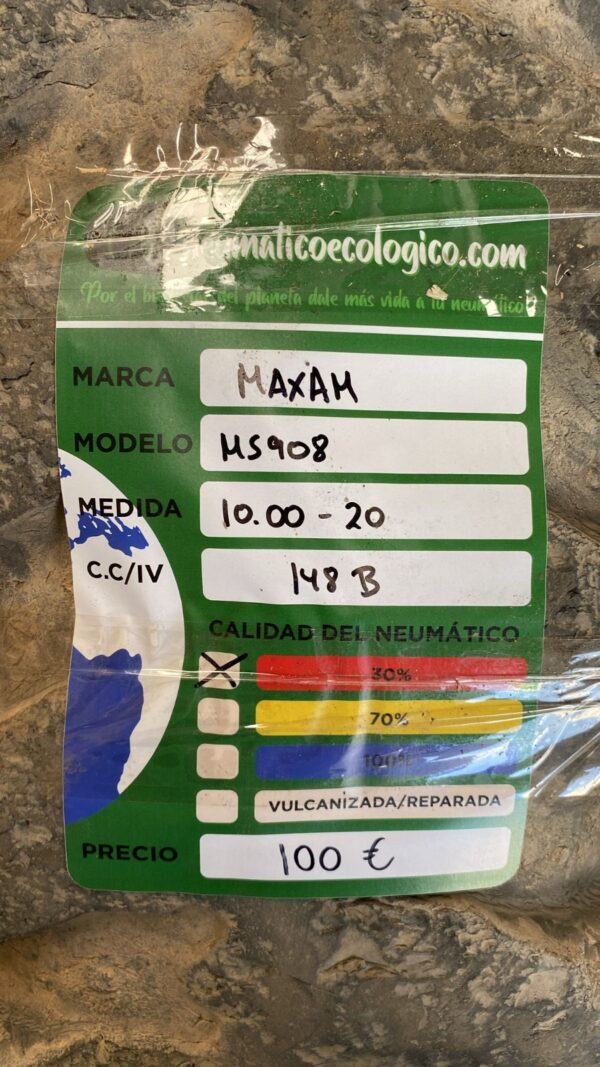 Por el del planeta dale más vida a tu neumático
MARCA MAXAM
MODELO MS908
MEDIDA 10.00 - 20
C.C/IV 148 B
CALIDAD DEL NEUMÁTICO
30%
70%
100%
VULCANIZADA/REPARADA
PRECIO 100 €